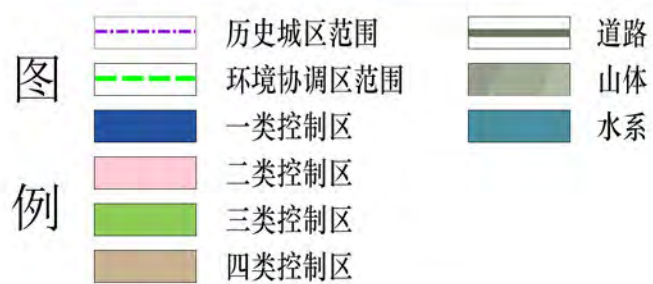 图例
历史城区范围
环境协调区范围
一类控制区
二类控制区
三类控制区
四类控制区
道路
山体
水系